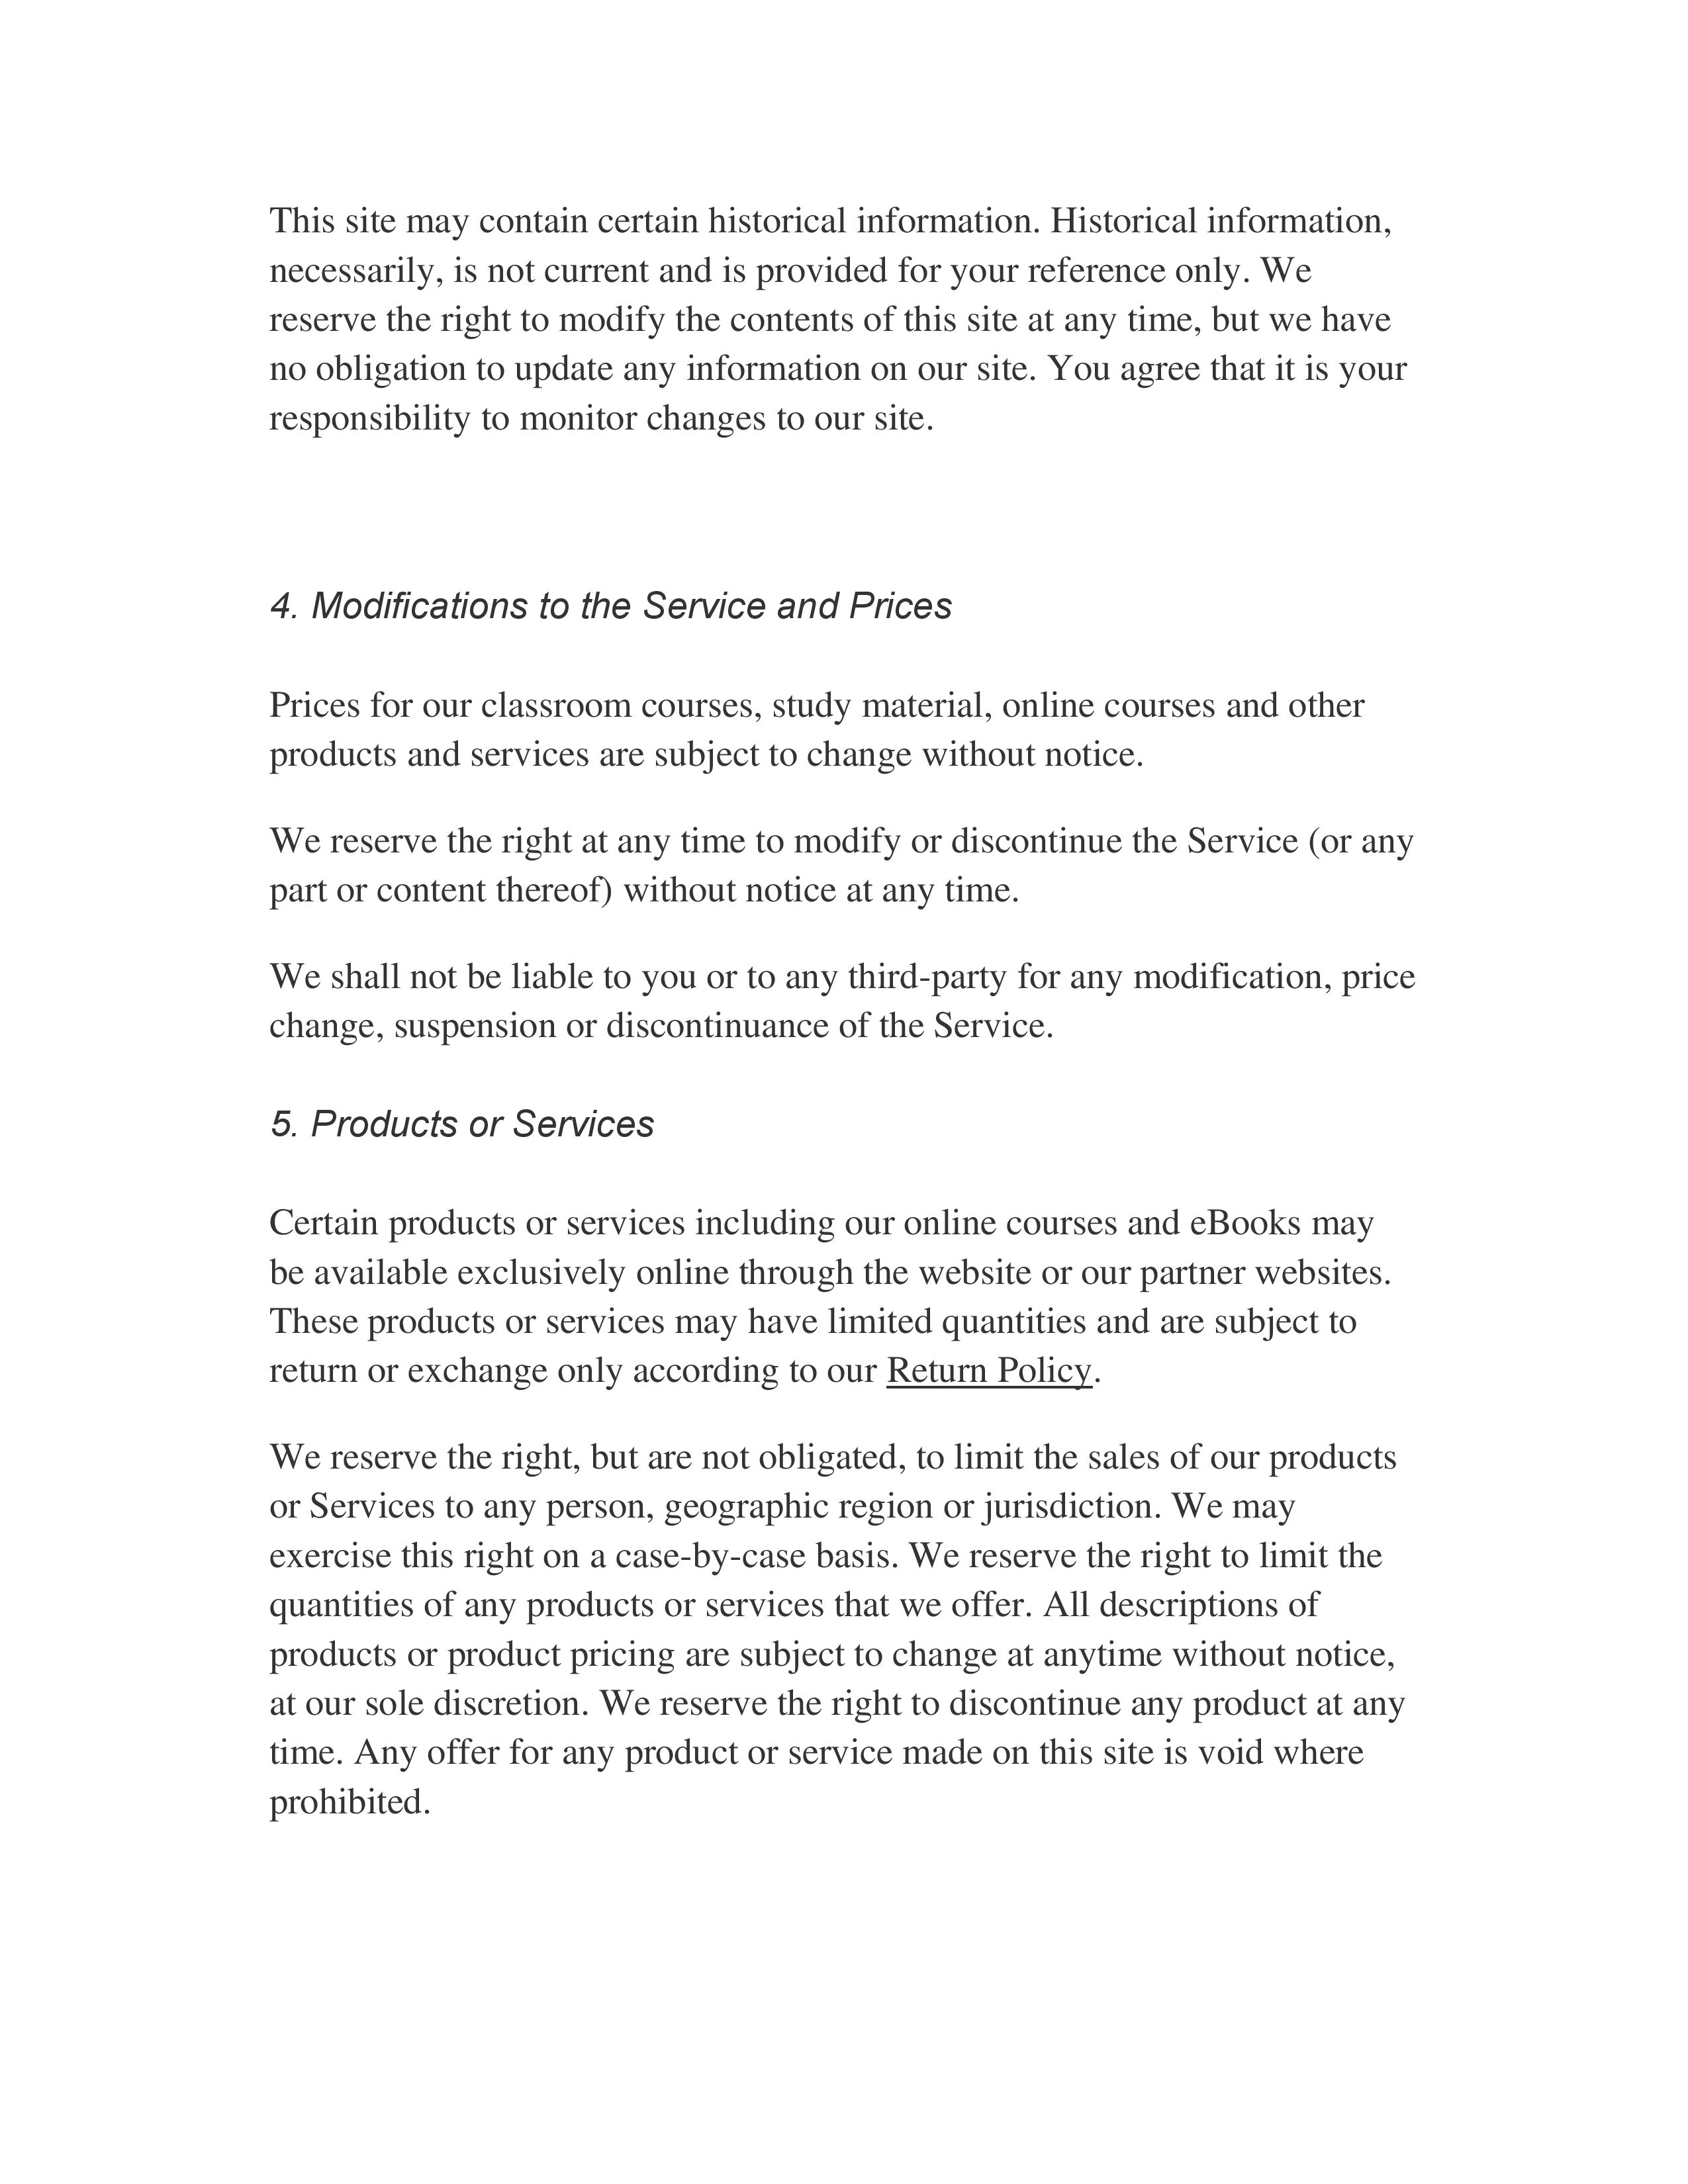 This site may contain certain historical information. Historical information,
necessarily, is not current and is provided for your reference only. We
reserve the right to modify the contents of this site at any time, but we have
no obligation to update any information on our site. You agree that it is your
responsibility to monitor changes to our site.
4. Modifications to the Service and Prices
Prices for our classroom courses, study material, online courses and other
products and services are subject to change without notice.
We reserve the right at any time to modify or discontinue the Service (or any
part or content thereof) without notice at any time.
We shall not be liable to you or to any third-party for any modification, price
change, suspension or discontinuance of the Service.
5. Products or Services
Certain products or services including our online courses and eBooks may
be available exclusively online through the website or our partner websites.
These products or services may have limited quantities and are subject to
return or exchange only according to our Return Policy.
We reserve the right, but are not obligated, to limit the sales of our products
or Services to any person, geographic region or jurisdiction. We may
exercise this right on a case-by-case basis. We reserve the right to limit the
quantities of any products or services that we offer. All descriptions of
products or product pricing are subject to change at anytime without notice,
at our sole discretion. We reserve the right to discontinue any product at any
time. Any offer for any product or service made on this site is void where
prohibited.